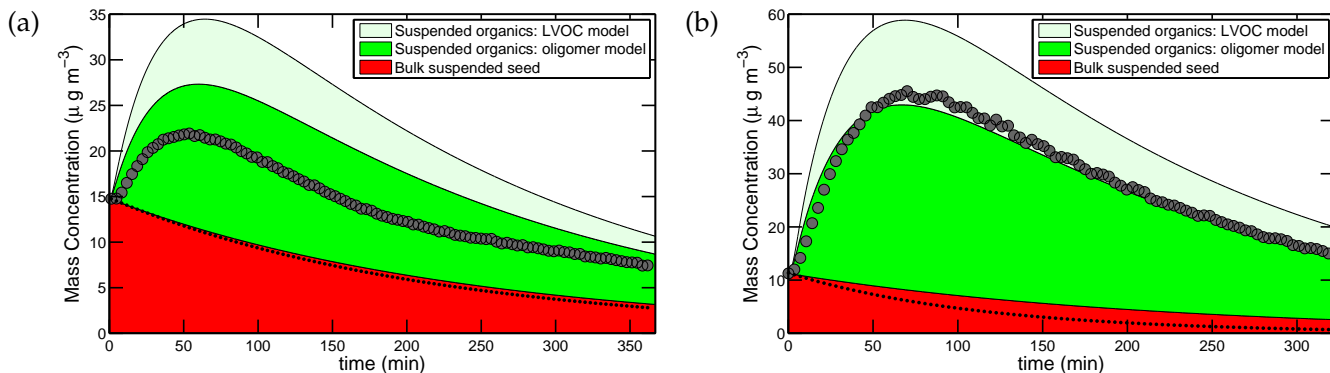 (a)
Mass Concentration (μ g m−3)
35
30
25
20
15
10
5
0
0 50 100 150 200 250 300 350
time (min)
Suspended organics: LVOC model
Suspended organics: oligomer model
Bulk suspended seed
(b)
Mass Concentration (μ g m−3)
60
50
40
30
20
10
0
0 50 100 150 200 250 300
time (min)
Suspended organics: LVOC model
Suspended organics: oligomer model
Bulk suspended seed